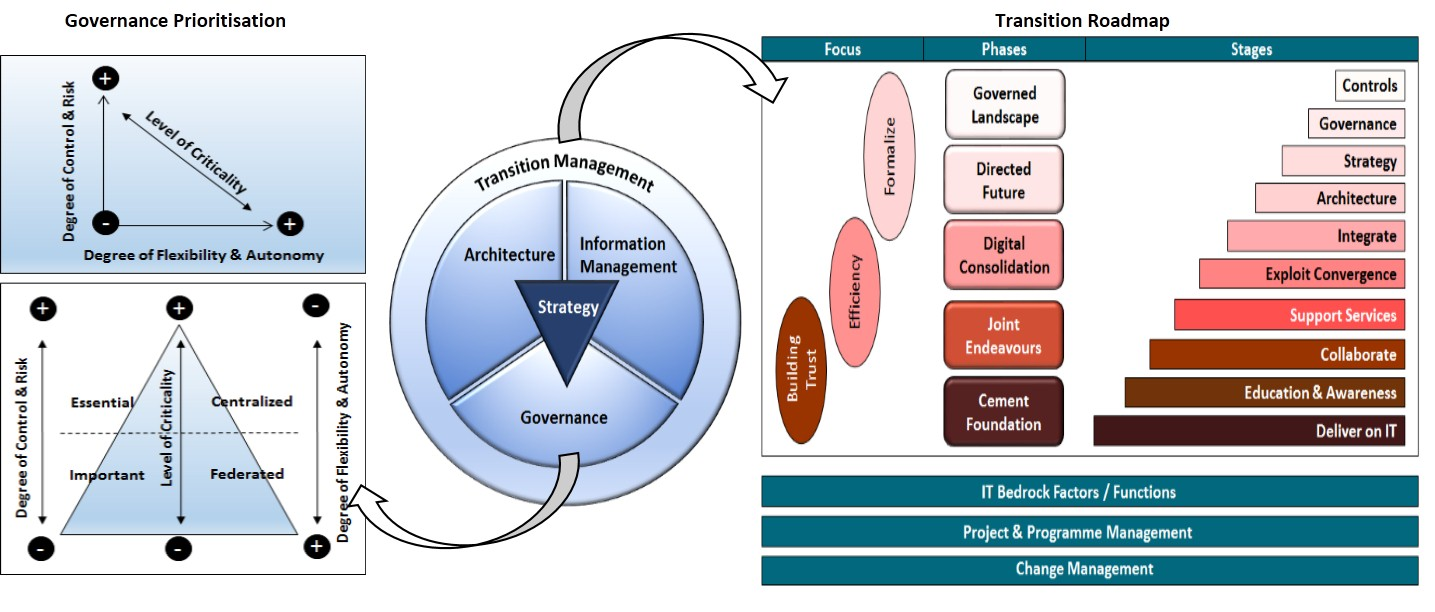 Governance Prioritisation
+
Degree of Control & Risk
Level of Criticality
-
+
Degree of Flexibility & Autonomy
+
+
-
Degree of Control & Risk
Essential
Centralized
Level of Criticality
Important
Federated
Degree of Flexibility & Autonomy
-
-
+
Transition Management
Architecture
Information
Management
Strategy
Governance
Transition Roadmap
Focus
Phases
Stages
Formalize
Efficiency
Building
Trust
Governed
Landscape
Directed
Future
Digital
Consolidation
Joint
Endeavours
Cement
Foundation
Controls
Governance
Strategy
Architecture
Integrate
Exploit Convergence
Support Services
Collaborate
Education & Awareness
Deliver on IT
IT Bedrock Factors / Functions
Project & Programme Management
Change Management